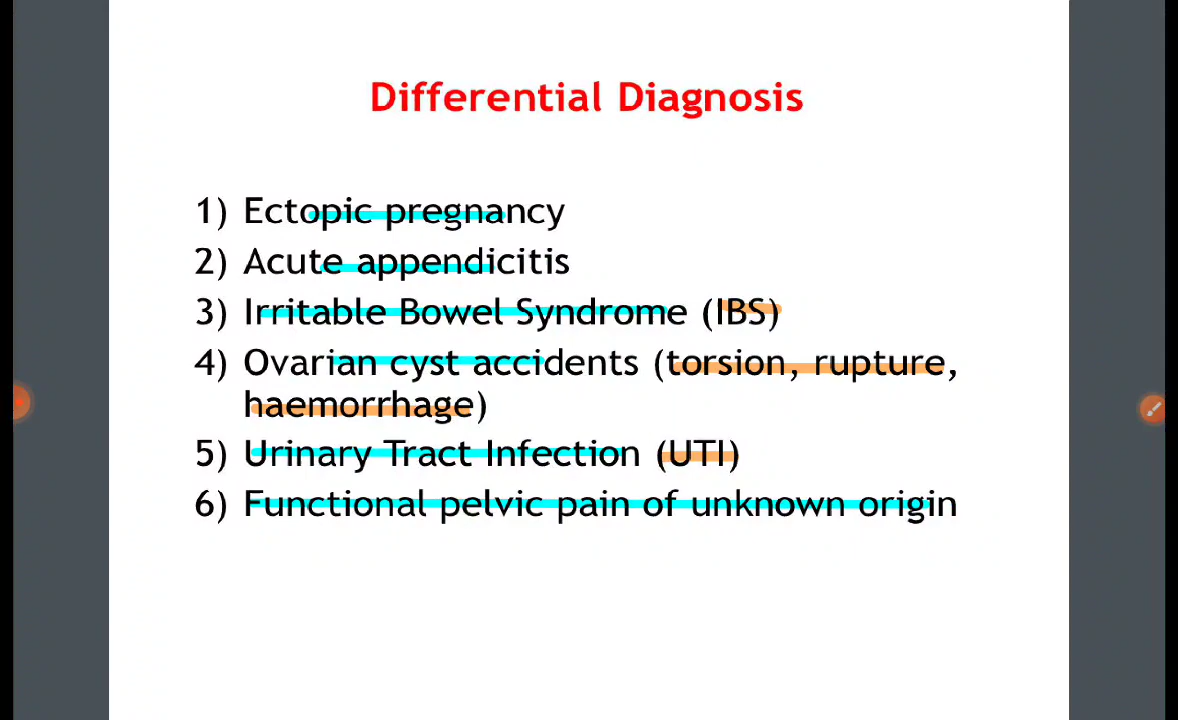 Differential Diagnosis
1) Ectopic pregnancy
2) Acute appendicitis
3) Irritable Bowel Syndrome (IBS)
4) Ovarian cyst accidents (torsion, rupture,
haemorrhage)
5) Urinary Tract Infection (UTI)
6) Functional pelvic pain of unknown origin